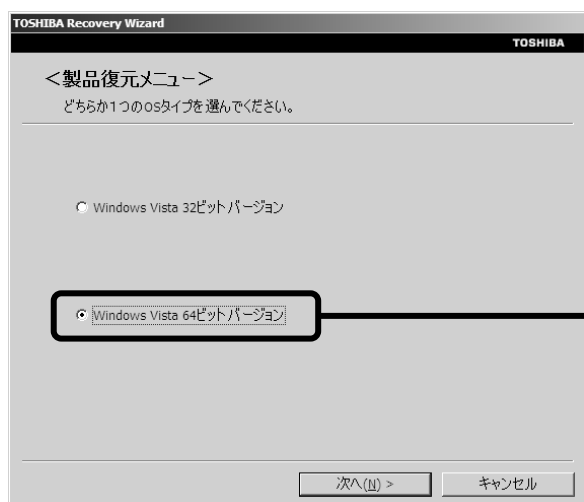 TOSHIBA Recovery Wizard
TOSHIBA
＜製品復元メニュー＞
どちらか1つのOSタイプを選んでください。
Windows Vista 32ビットバージョン
Windows Vista 64ビットバージョン
次へ(N) >
キャンセル